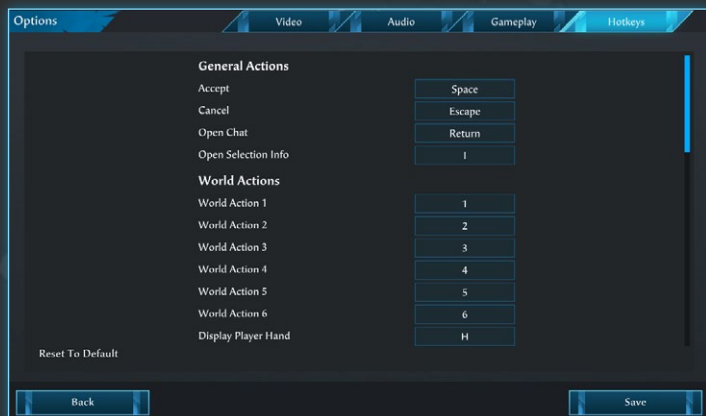 Options
Video
Audio
Gameplay
Hotkeys
General Actions
Accept Space
Cancel Escape
Open Chat Return
Open Selection Info I
World Actions
World Action 1 1
World Action 2 2
World Action 3 3
World Action 4 4
World Action 5 5
World Action 6 6
Display Player Hand H
Reset To Default
Back
Save